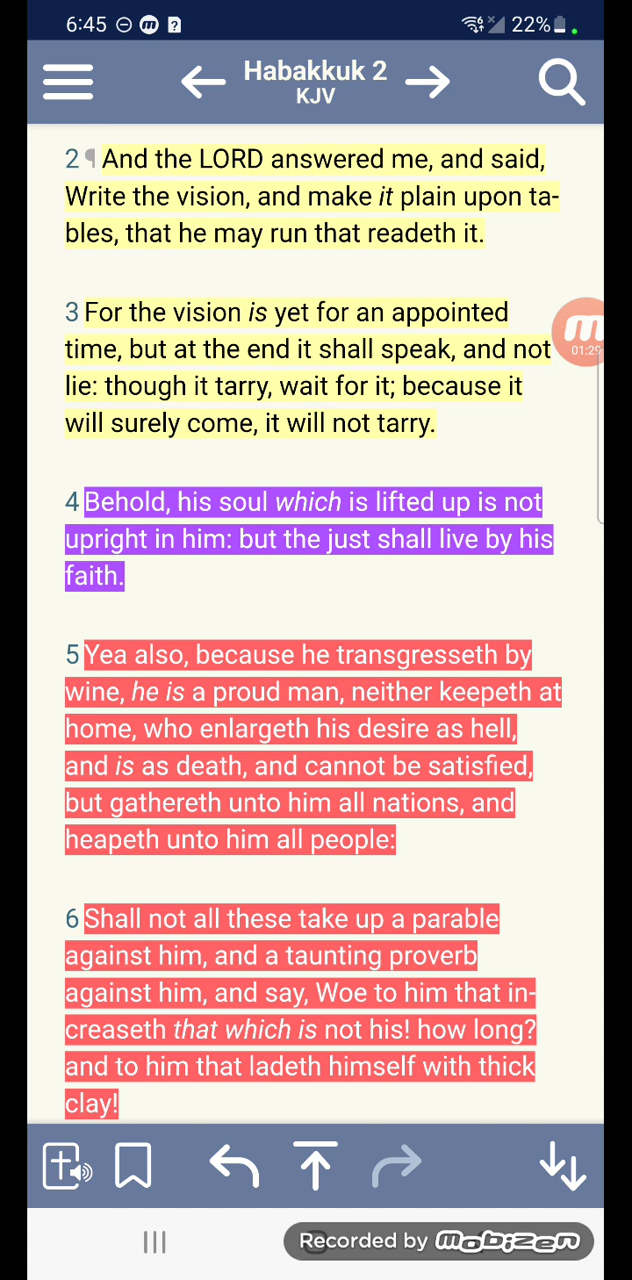 6:45 22%
Habakkuk 2
KJV
2 ¶ And the LORD answered me, and said,
Write the vision, and make it plain upon ta-
bles, that he may run that readeth it.
3 For the vision is yet for an appointed
time, but at the end it shall speak, and not
lie: though it tarry, wait for it; because it
will surely come, it will not tarry.
m
01:29
4 Behold, his soul which is lifted up is not
upright in him: but the just shall live by his
faith.
5 Yea also, because he transgresseth by
wine, he is a proud man, neither keepeth at
home, who enlargeth his desire as hell,
and is as death, and cannot be satisfied,
but gathereth unto him all nations, and
heapeth unto him all people:
6 Shall not all these take up a parable
against him, and a taunting proverb
against him, and say, Woe to him that in-
creaseth that which is not his! how long?
and to him that ladeth himself with thick
clay!
Recorded by mobizen